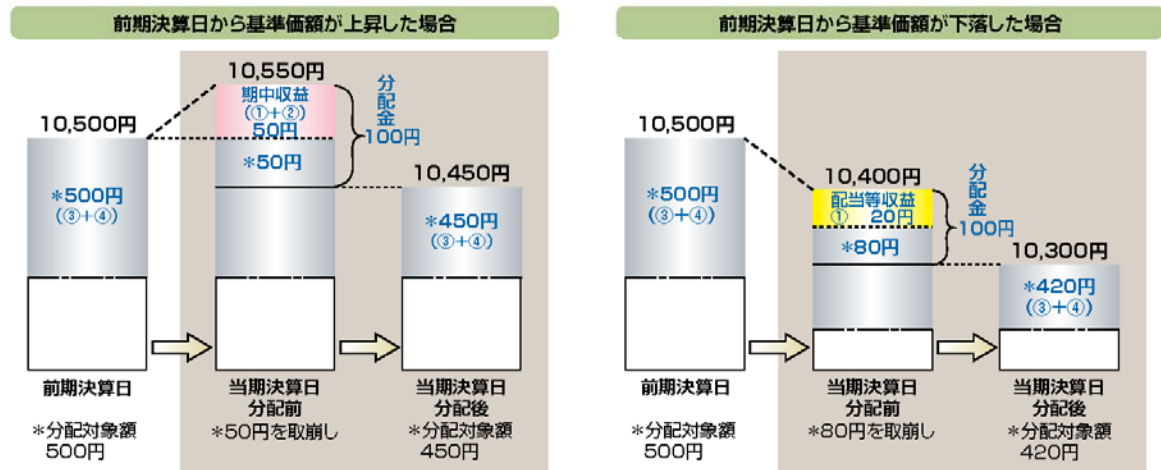 前期決算日から基準価額が上昇した場合
10,500円
*500円
(③+④)
前期決算日
*分配対象額
500円
10,550円
期中収益
(①+②)
50円
*50円
分配金
100円
当期決算日
分配前
*50円を取崩し
10,450円
*450円
(③+④)
当期決算日
分配後
*分配対象額
450円
前期決算日から基準価額が下落した場合
10,500円
*500円
(③+④)
前期決算日
*分配対象額
500円
10,400円
配当等収益
① 20円
*80円
分配金
100円
当期決算日
分配前
*80円を取崩し
10,300円
*420円
(③+④)
当期決算日
分配後
*分配対象額
420円